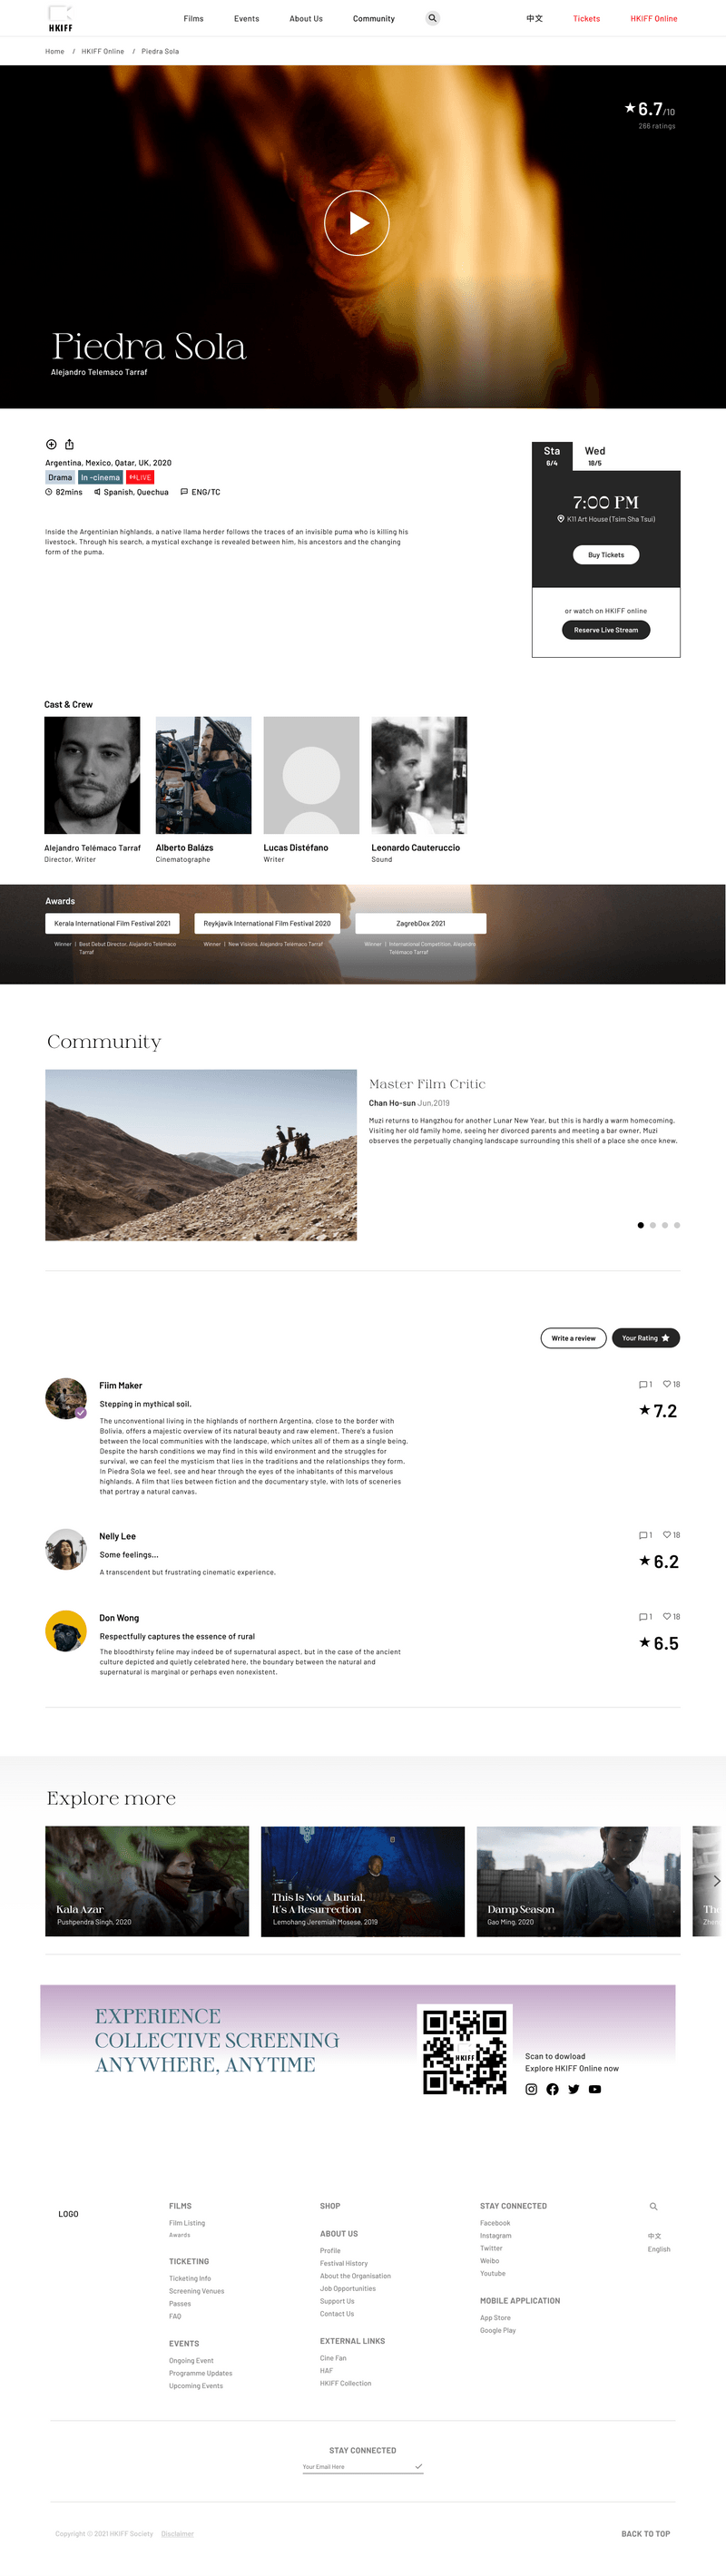 HKIFF
Films Events About Us Community 中文 Tickets HKIFF Online
Home / HKIFF Online / Piedra Sola
6.7/10
266 ratings
Piedra Sola
Alejandro Telemaco Tarraf
Argentina, Mexico, Qatar, UK, 2020
Drama In -cinema LIVE
82mins Spanish, Quechua ENG/TC
Inside the Argentinian highlands, a native llama herder follows the traces of an invisible puma who is killing his
livestock. Through his search, a mystical exchange is revealed between him, his ancestors and the changing
form of the puma.
Sta Wed
6/4 18/5
7:00 PM
K11 Art House (Tsim Sha Tsui)
Buy Tickets
or watch on HKIFF online
Reserve Live Stream
Cast & Crew
Alejandro Telémaco Tarraf
Director, Writer
Alberto Balázs
Cinematographe
Lucas Distéfano
Writer
Leonardo Cauteruccio
Sound
Awards
Kerala International Film Festival 2021
Winner | Best Debut Director, Alejandro Telémaco
Tarraf
Reykjavik International Film Festival 2020
Winner | New Visions, Alejandro Telémaco Tarraf
ZagrebDox 2021
Winner | International Competition, Alejandro
Telémaco Tarraf
Community
Master Film Critic
Chan Ho-sun Jun,2019
Muzi returns to Hangzhou for another Lunar New Year, but this is hardly a warm homecoming.
Visiting her old family home, seeing her divorced parents and meeting a bar owner, Muzi
observes the perpetually changing landscape surrounding this shell of a place she once knew.
Write a review Your Rating
Fiim Maker 1 18
Stepping in mythical soil. 7.2
The unconventional living in the highlands of northern Argentina, close to the border with
Bolivia, offers a majestic overview of its natural beauty and raw element. There's a fusion
between the local communities with the landscape, which unites all of them as a single being.
Despite the harsh conditions we may find in this wild environment and the struggles for
survival, we can feel the mysticism that lies in the traditions and the relationships they form.
In Piedra Sola we feel, see and hear through the eyes of the inhabitants of this marvelous
highlands. A film that lies between fiction and the documentary style, with lots of sceneries
that portray a natural canvas.
Nelly Lee 1 18
Some feelings... 6.2
A transcendent but frustrating cinematic experience.
Don Wong 1 18
Respectfully captures the essence of rural 6.5
The bloodthirsty feline may indeed be of supernatural aspect, but in the case of the ancient
culture depicted and quietly celebrated here, the boundary between the natural and
supernatural is marginal or perhaps even nonexistent.
Explore more
Kala Azar
Pushpendra Singh, 2020
This Is Not A Burial,
It's A Resurrection
Lemohang Jeremiah Mosese, 2019
Damp Season
Gao Ming, 2020
The
Zhen
EXPERIENCE
COLLECTIVE SCREENING
ANYWHERE, ANYTIME
HKIFF
Scan to dowload
Explore HKIFF Online now
LOGO
FILMS
Film Listing
Awards
TICKETING
Ticketing Info
Screening Venues
Passes
FAQ
EVENTS
Ongoing Event
Programme Updates
Upcoming Events
SHOP
ABOUT US
Profile
Festival History
About the Organisation
Job Opportunities
Support Us
Contact Us
EXTERNAL LINKS
Cine Fan
HAF
HKIFF Collection
STAY CONNECTED
Facebook
Instagram
Twitter
Weibo
Youtube
MOBILE APPLICATION
App Store
Google Play
中文
English
STAY CONNECTED
Your Email Here
Copyright © 2021 HKIFF Society Disclaimer
BACK TO TOP